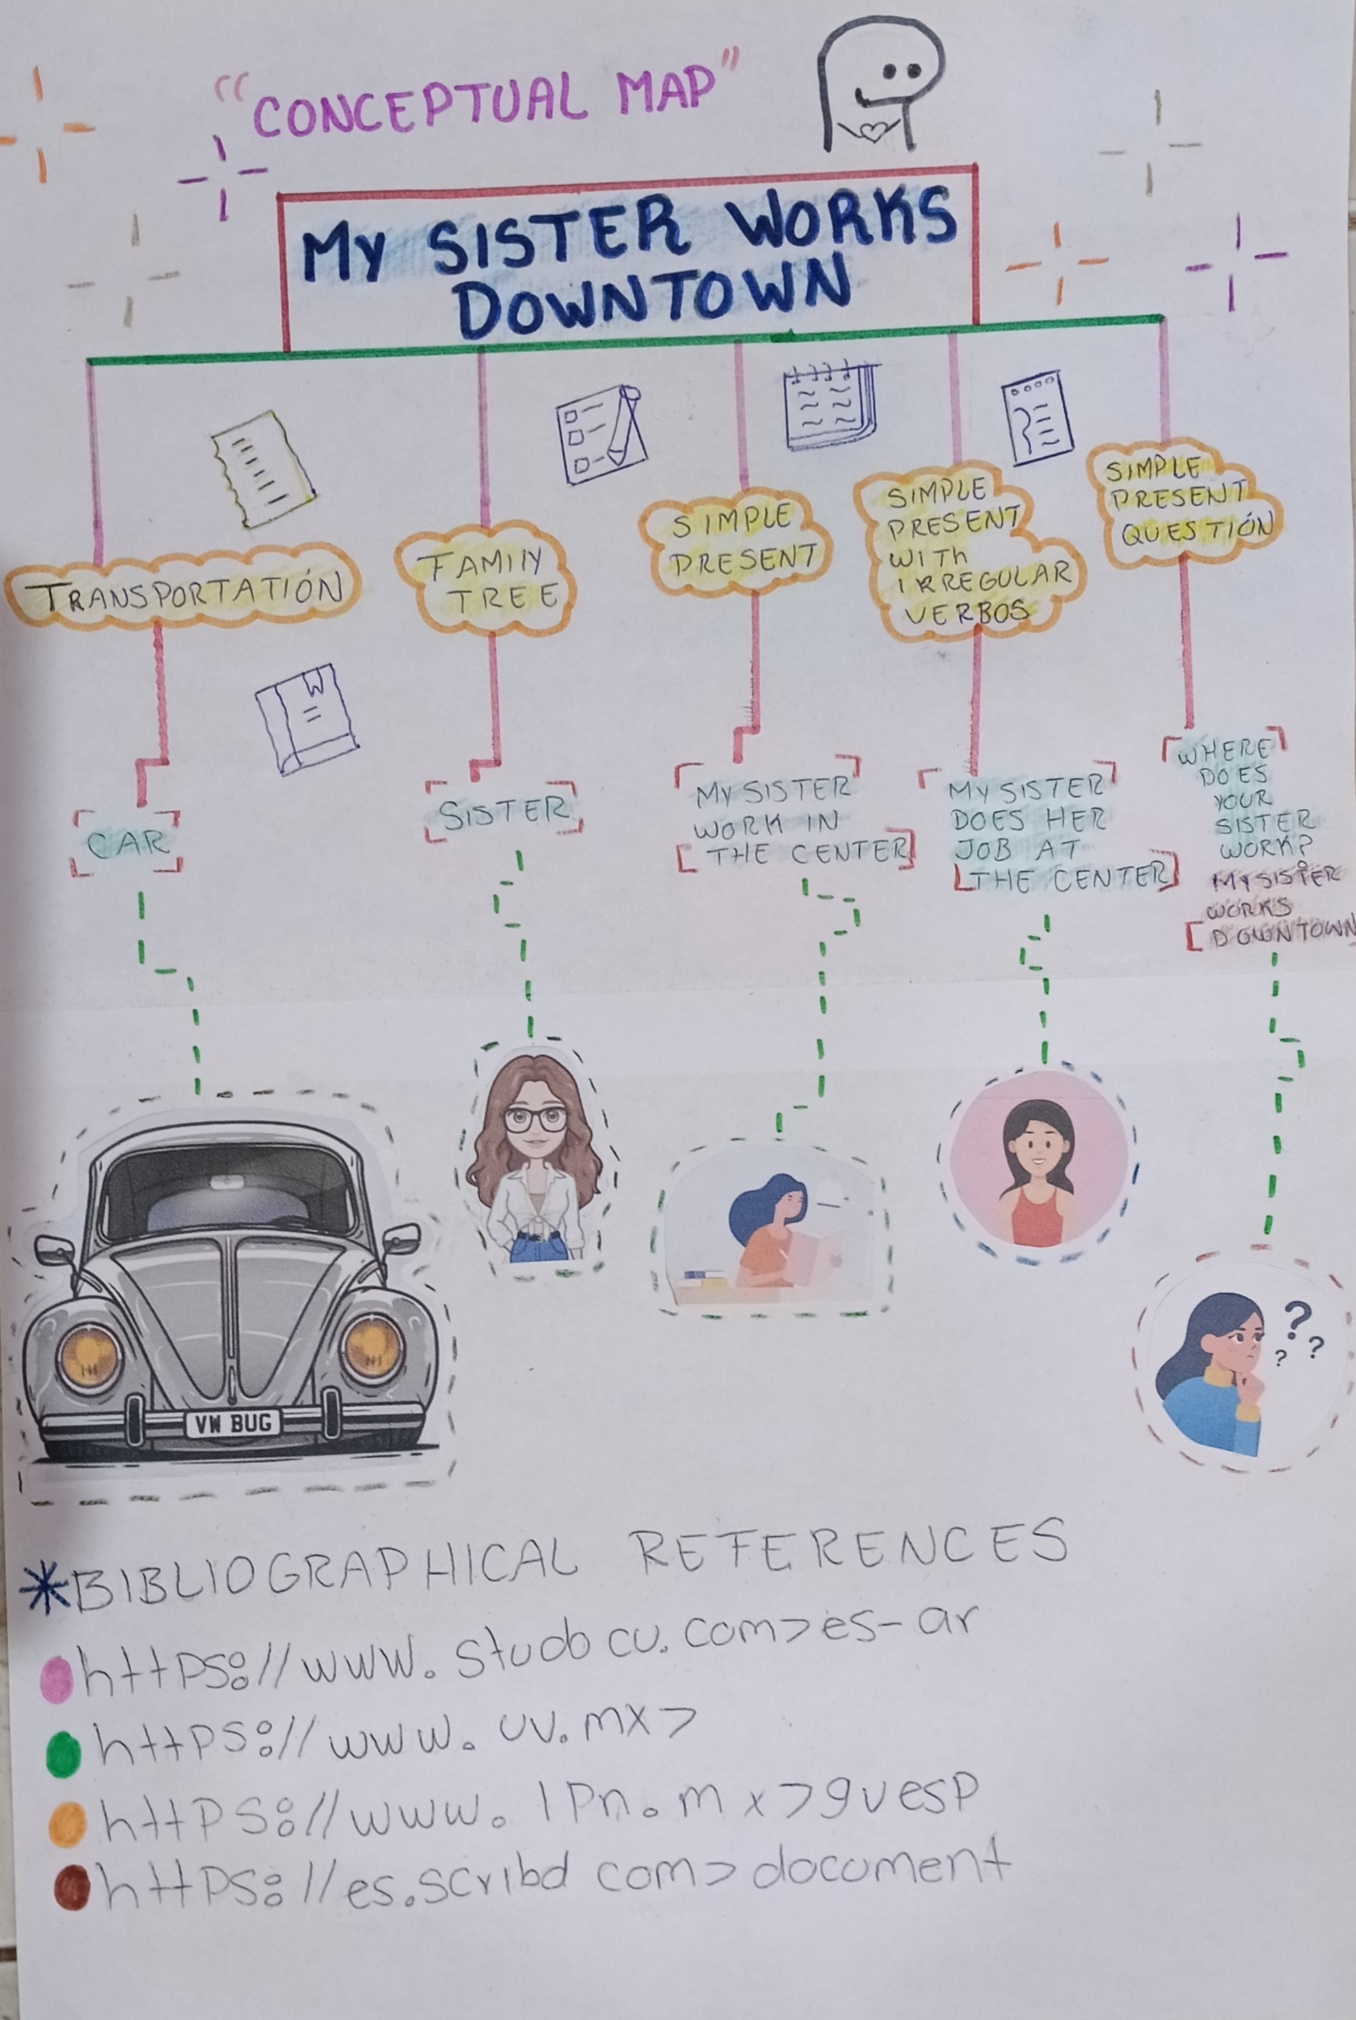 "CONCEPTUAL MAP"
MY SISTER WORKS
DOWNTOWN
TRANSPORTATIÓN
FAMILY
TREE
SIMPLE
PRESENT
SIMPLE
PRESENT
WITH
IRREGULAR
VERBOS
SIMPLE
PRESENT
QUESTIÓN
CAR
SISTER
MY SISTER
WORK IN
THE CENTER
MY SISTER
DOES HER
JOB AT
THE CENTER
WHERE
DOES
YOUR
SISTER
WORK?
MY SISTER
WORKS
DOWNTOWN
VW BUG
? ? ?
*BIBLIOGRAPHICAL REFERENCES
https://www.studocu.com>es-ar
https://www.uv.mx>
https://www.ipn.mx>guesp
https://es.scribd com>document